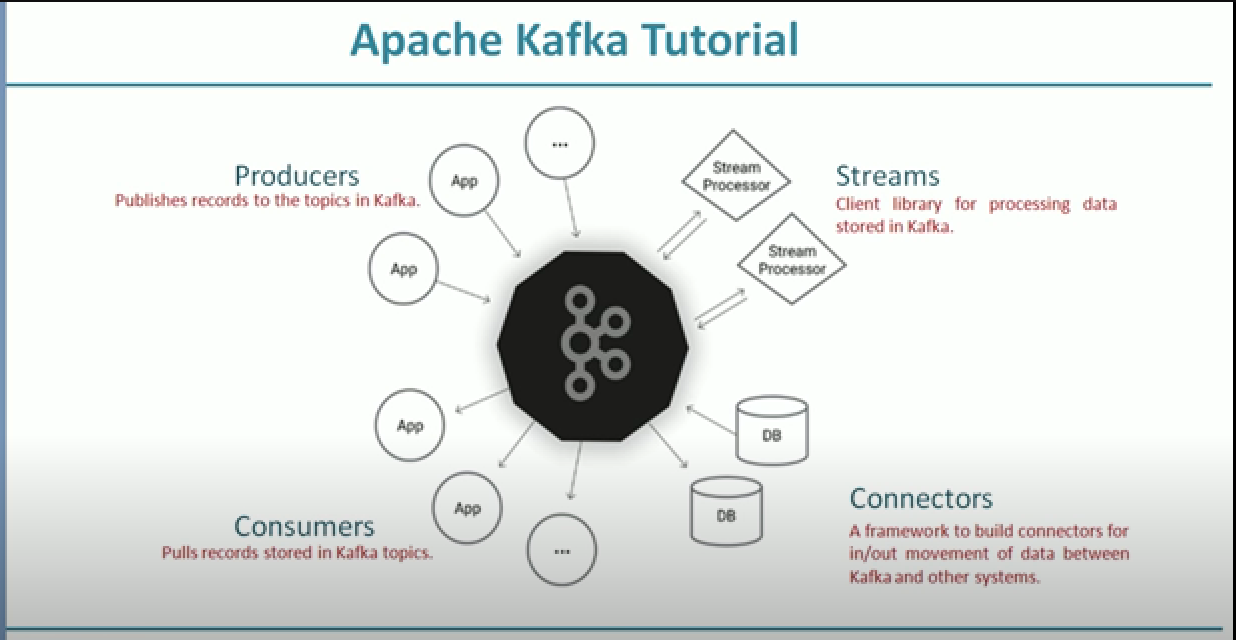 Apache Kafka Tutorial
Producers
Publishes records to the topics in Kafka.
App
...
App
Stream
Processor
Stream
Processor
Streams
Client library for processing data
stored in Kafka.
App
App
...
Consumers
Pulls records stored in Kafka topics.
DB
DB
Connectors
A framework to build connectors for
in/out movement of data between
Kafka and other systems.